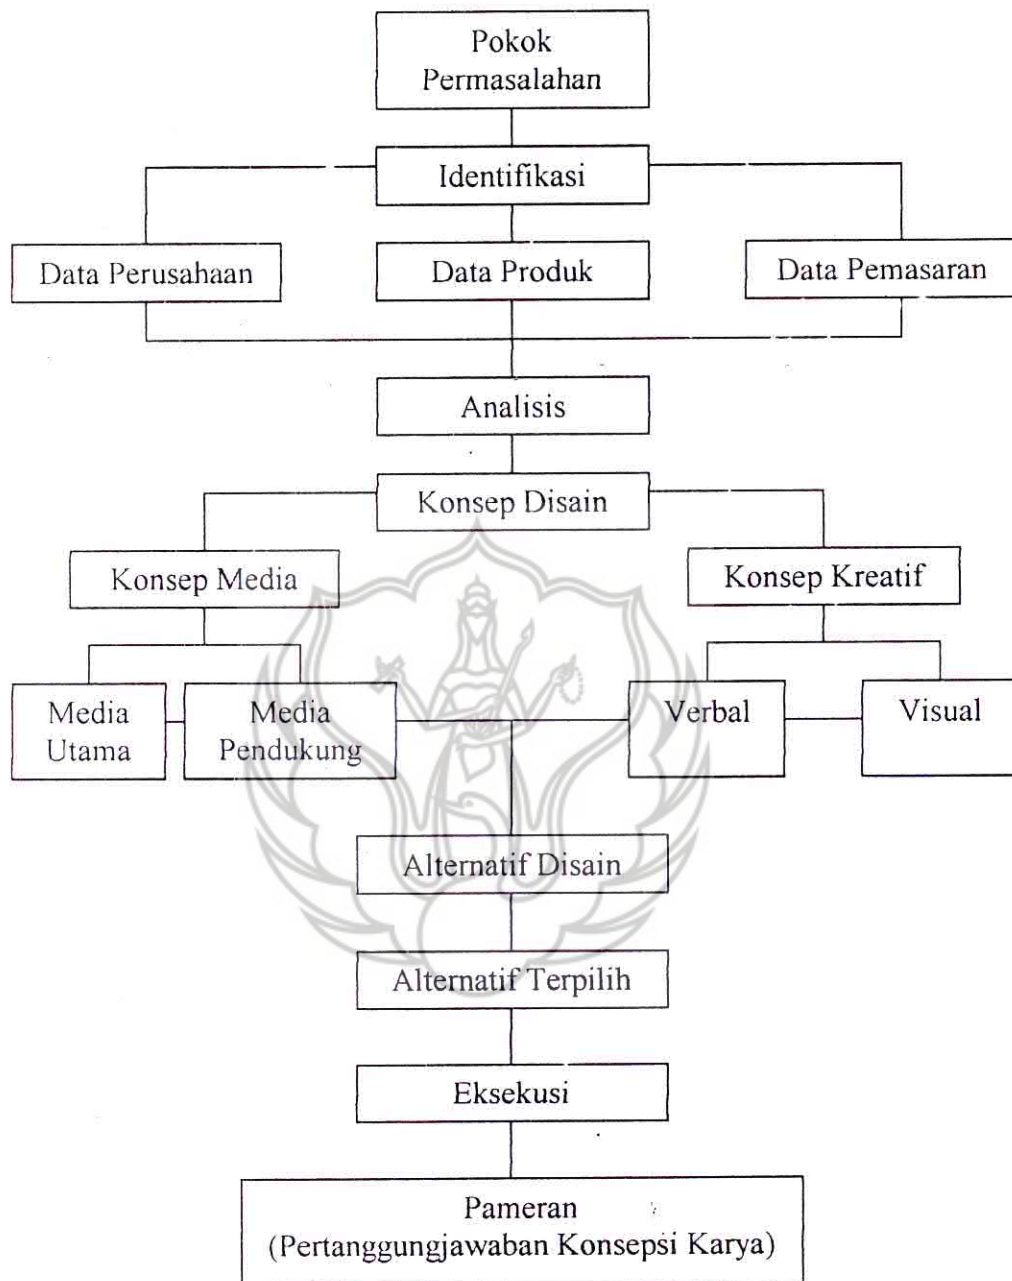 Pokok
Permasalahan
Identifikasi
Data Perusahaan
Data Produk
Data Pemasaran
Analisis
Konsep Disain
Konsep Media
Konsep Kreatif
Media
Utama
Media
Pendukung
Verbal
Visual
Alternatif Disain
Alternatif Terpilih
Eksekusi
Pameran
(Pertanggungjawaban Konsepsi Karya)